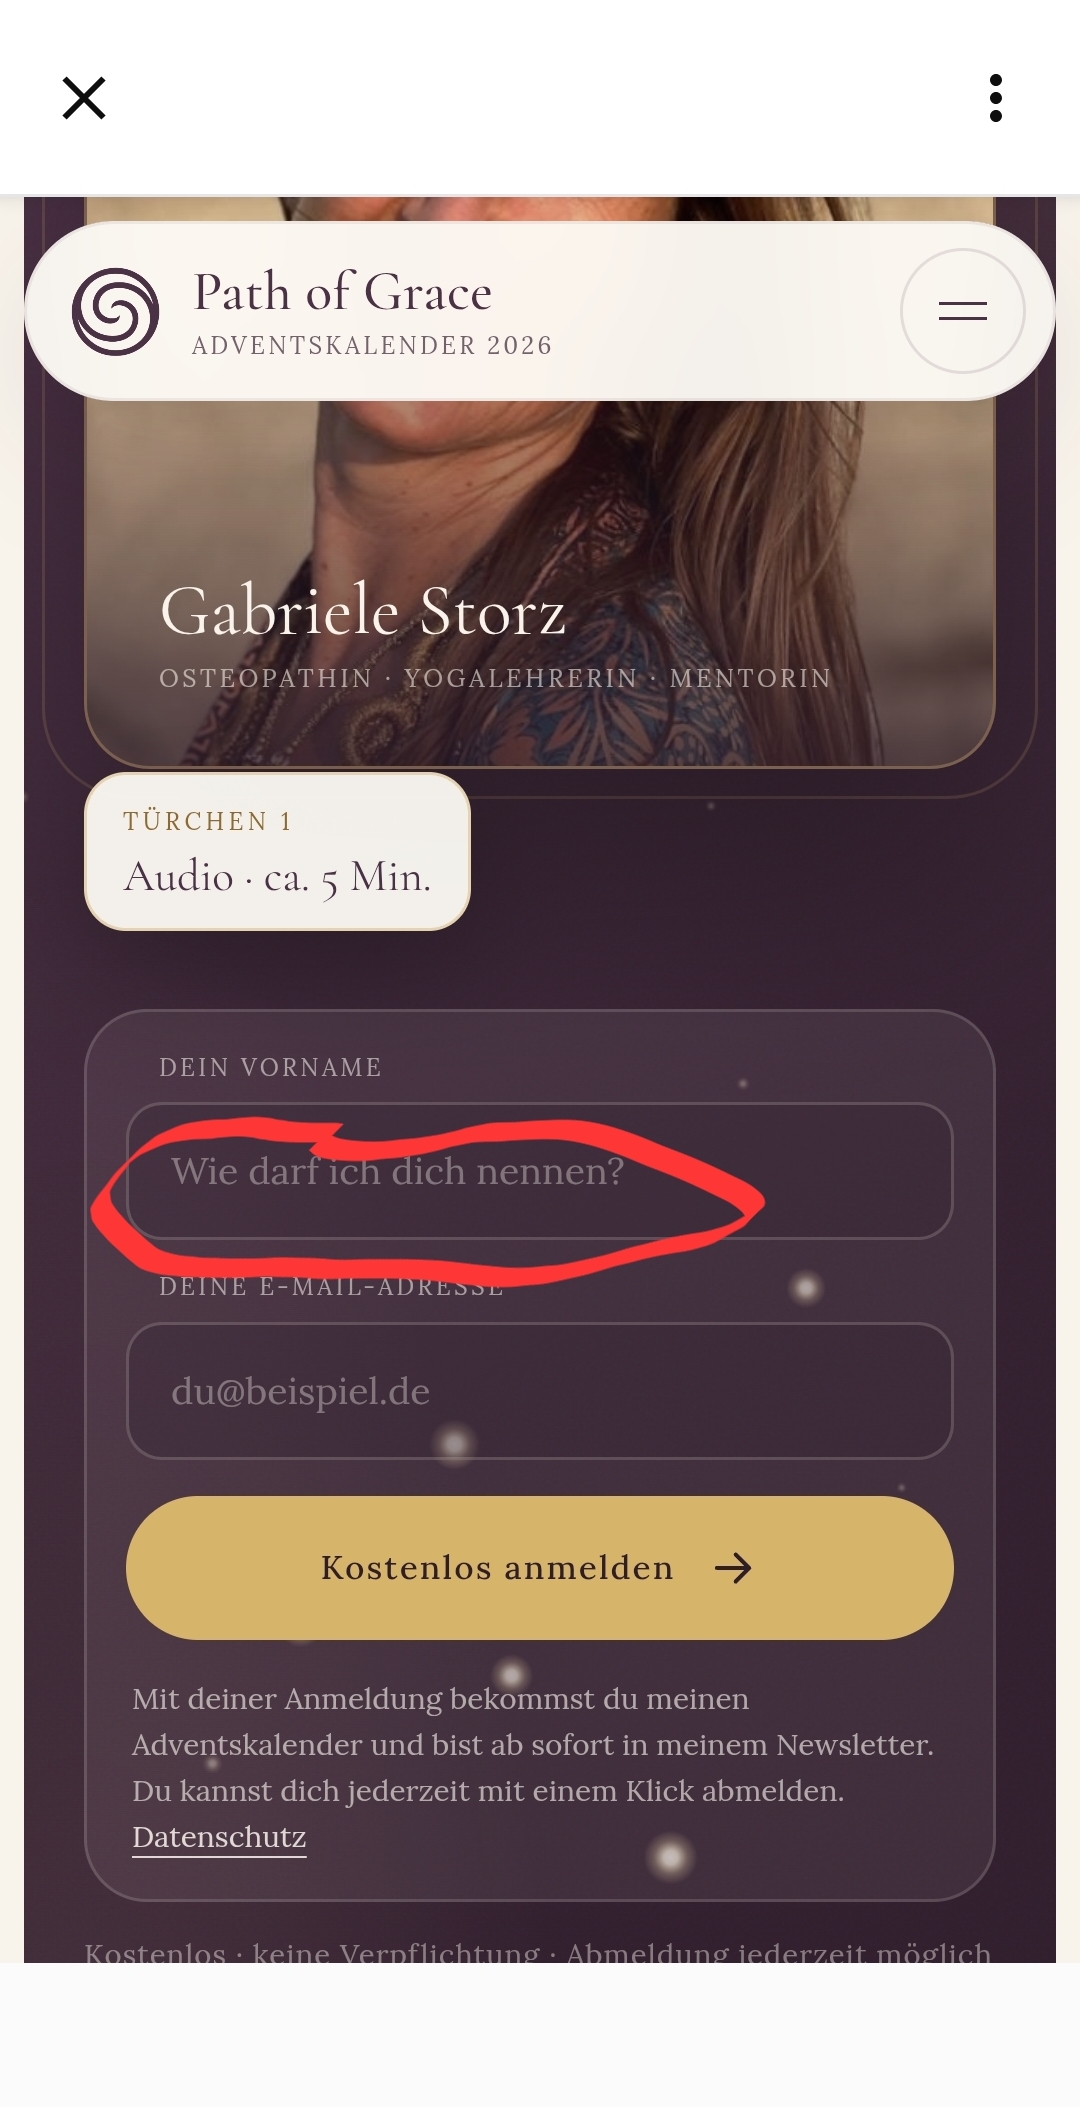 Path of Grace
ADVENTSKALENDER 2026
Gabriele Storz
OSTEOPATHIN · YOGALEHRERIN · MENTORIN
TÜRCHEN 1
Audio · ca. 5 Min.
DEIN VORNAME
Wie darf ich dich nennen?
DEINE E-MAIL-ADRESSE
du@beispiel.de
Kostenlos anmelden →
Mit deiner Anmeldung bekommst du meinen
Adventskalender und bist ab sofort in meinem Newsletter.
Du kannst dich jederzeit mit einem Klick abmelden.
Datenschutz
Kostenlos · keine Verpflichtung · Abmeldung jederzeit möglich